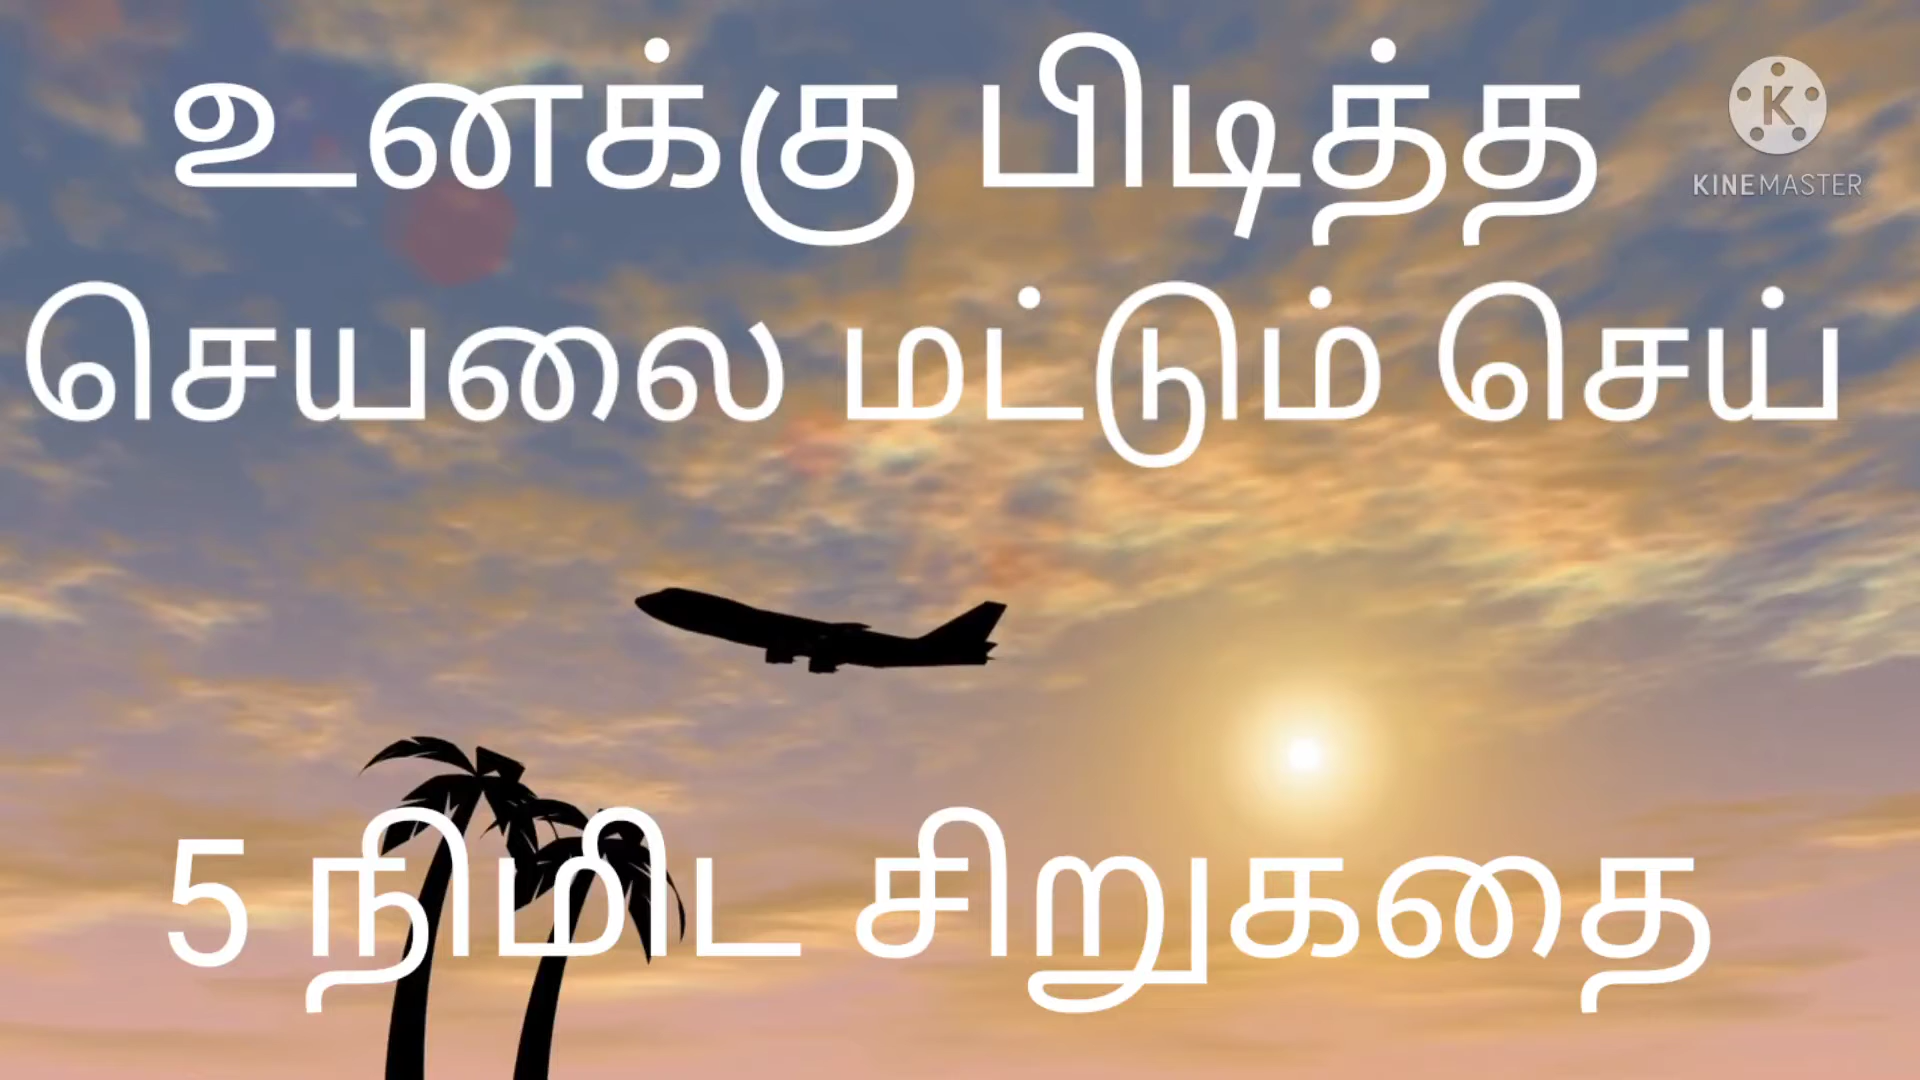 உனக்கு பிடித்த
செயலை மட்டும் செய்
5 நிமிட சிறுகதை
K
KINEMASTER